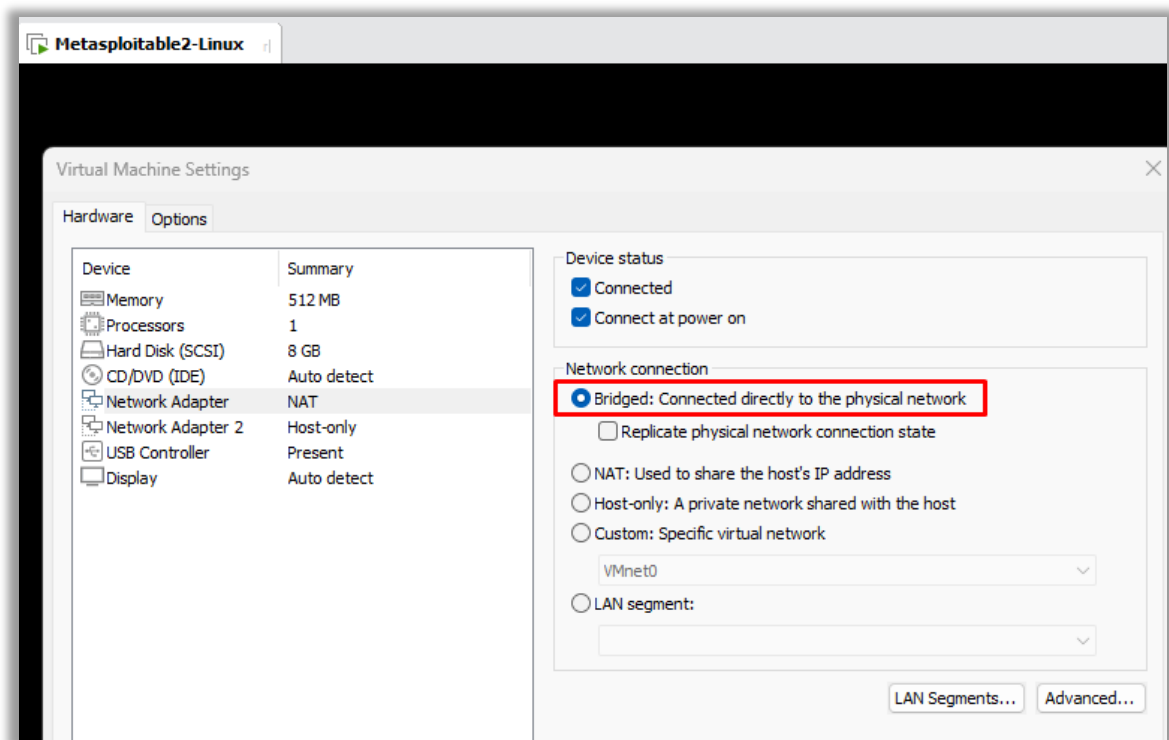 Metasploitable2-Linux
Virtual Machine Settings
Hardware Options
Device Summary
Memory 512 MB
Processors 1
Hard Disk (SCSI) 8 GB
CD/DVD (IDE) Auto detect
Network Adapter NAT
Network Adapter 2 Host-only
USB Controller Present
Display Auto detect
Device status
Connected
Connect at power on
Network connection
Bridged: Connected directly to the physical network
Replicate physical network connection state
NAT: Used to share the host's IP address
Host-only: A private network shared with the host
Custom: Specific virtual network
VMnet0
LAN segment:
LAN Segments... Advanced...